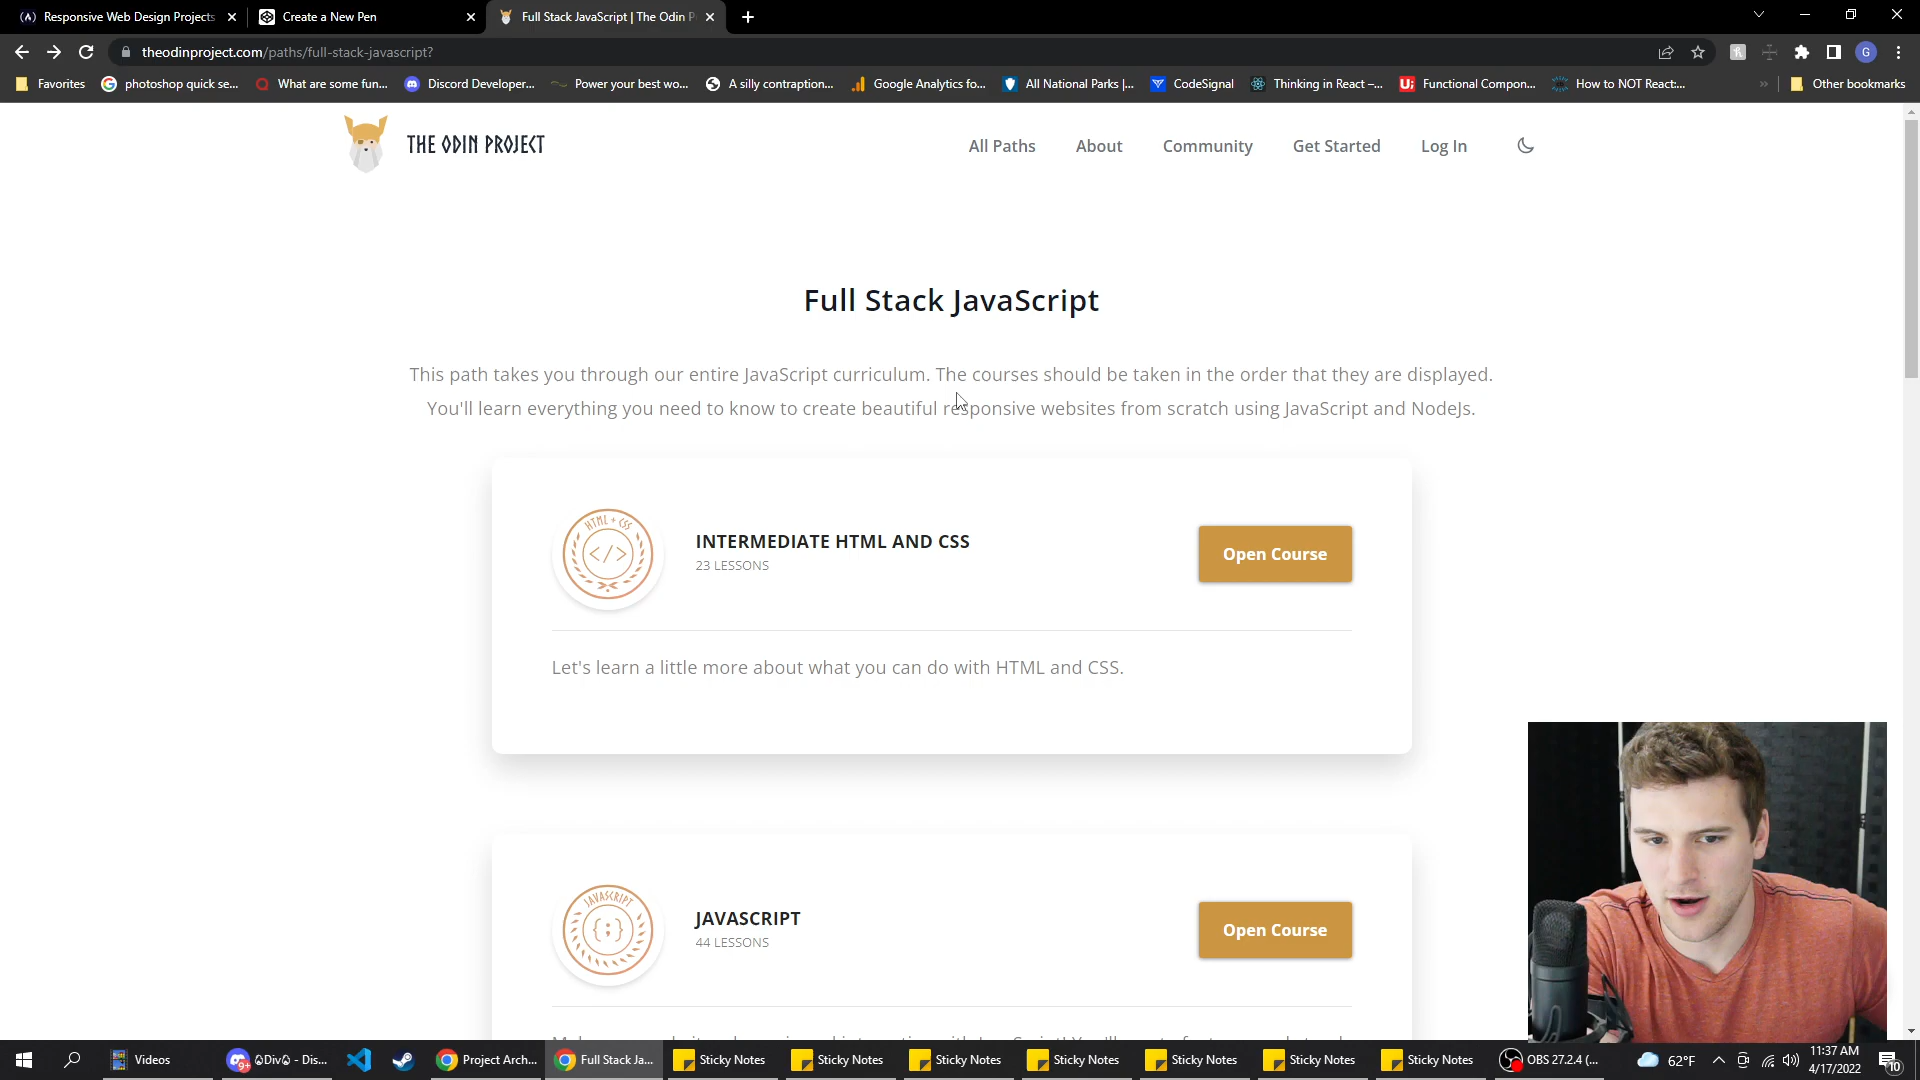 Responsive Web Design Projects
Create a New Pen
Full Stack JavaScript | The Odin P
theodinproject.com/paths/full-stack-javascript?
G
Favorites
photoshop quick se...
What are some fun...
Discord Developer...
Power your best wo...
A silly contraption...
Google Analytics fo...
All National Parks |...
CodeSignal
Thinking in React –...
Functional Compon...
How to NOT React:...
Other bookmarks
THE ODIN PROJECT
All Paths
About
Community
Get Started
Log In
Full Stack JavaScript
This path takes you through our entire JavaScript curriculum. The courses should be taken in the order that they are displayed.
You'll learn everything you need to know to create beautiful responsive websites from scratch using JavaScript and NodeJs.
HTML + CSS
</>
INTERMEDIATE HTML AND CSS
23 LESSONS
Open Course
Let's learn a little more about what you can do with HTML and CSS.
JAVASCRIPT
{;}
JAVASCRIPT
44 LESSONS
Open Course
Videos
Div - Dis...
Project Arch...
Full Stack Ja...
Sticky Notes
Sticky Notes
Sticky Notes
Sticky Notes
Sticky Notes
Sticky Notes
Sticky Notes
OBS 27.2.4 (...
62°F
11:37 AM
4/17/2022
10